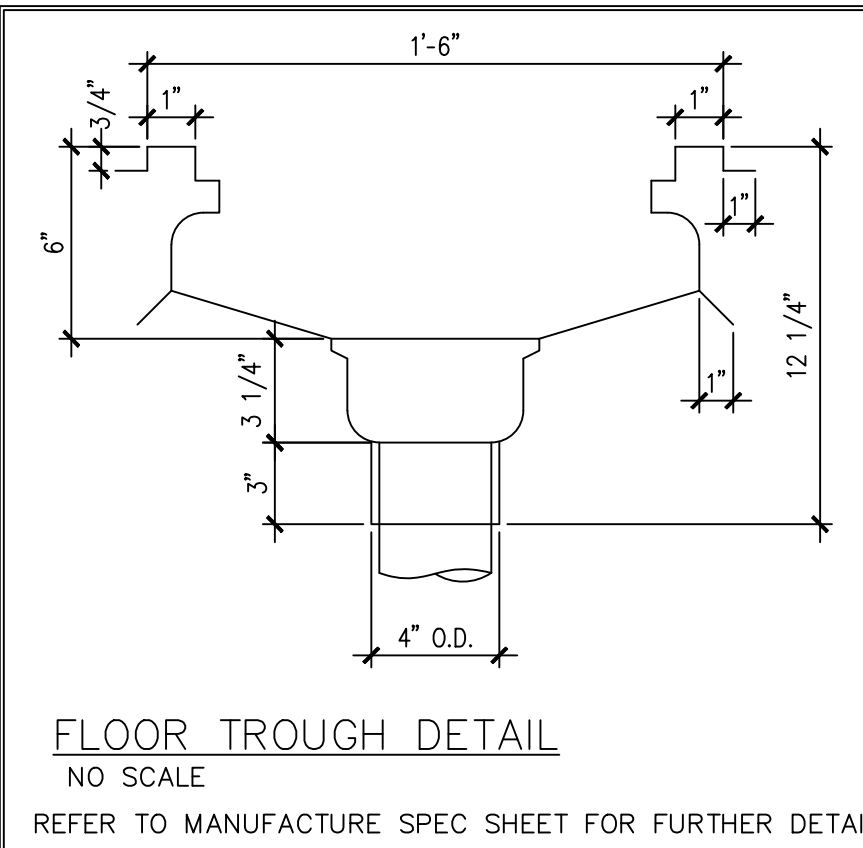 1'-6"
3/4"
1"
1"
1"
6"
12 1/4"
3 1/4"
1"
3"
4" O.D.
FLOOR TROUGH DETAIL
NO SCALE
REFER TO MANUFACTURE SPEC SHEET FOR FURTHER DETAI